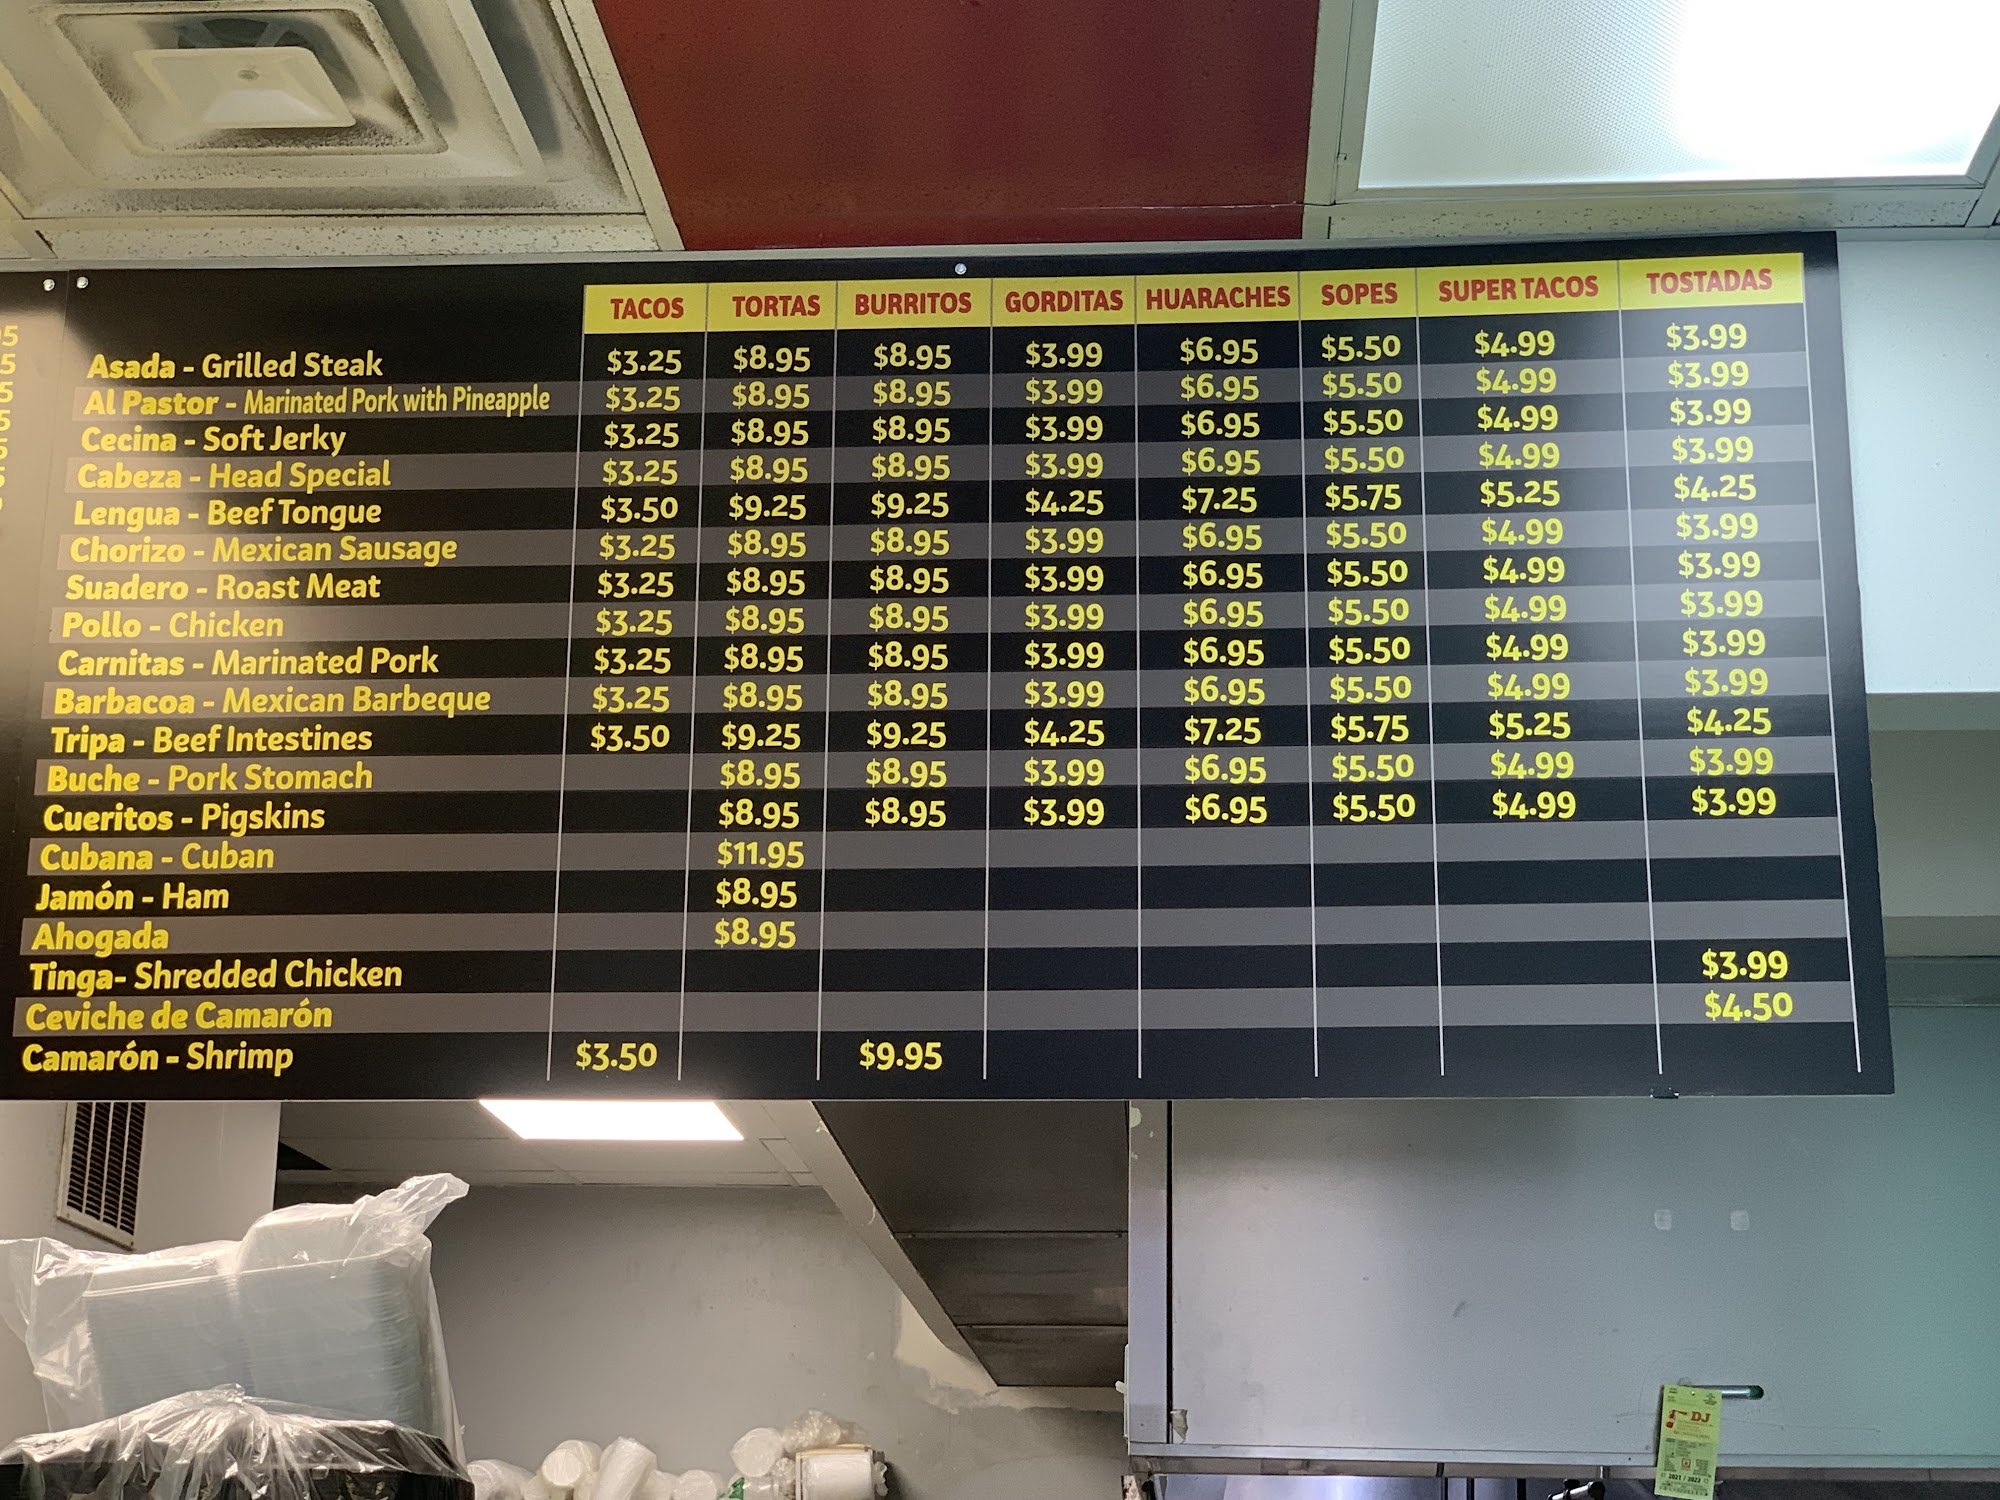 TACOS TORTAS BURRITOS GORDITAS HUARACHES SOPES SUPER TACOS TOSTADAS
Asada - Grilled Steak $3.25 $8.95 $8.95 $3.99 $6.95 $5.50 $4.99 $3.99
Al Pastor - Marinated Pork with Pineapple $3.25 $8.95 $8.95 $3.99 $6.95 $5.50 $4.99 $3.99
Cecina - Soft Jerky $3.25 $8.95 $8.95 $3.99 $6.95 $5.50 $4.99 $3.99
Cabeza - Head Special $3.25 $8.95 $8.95 $3.99 $6.95 $5.50 $4.99 $3.99
Lengua - Beef Tongue $3.50 $9.25 $9.25 $4.25 $7.25 $5.75 $5.25 $4.25
Chorizo - Mexican Sausage $3.25 $8.95 $8.95 $3.99 $6.95 $5.50 $4.99 $3.99
Suadero - Roast Meat $3.25 $8.95 $8.95 $3.99 $6.95 $5.50 $4.99 $3.99
Pollo - Chicken $3.25 $8.95 $8.95 $3.99 $6.95 $5.50 $4.99 $3.99
Carnitas - Marinated Pork $3.25 $8.95 $8.95 $3.99 $6.95 $5.50 $4.99 $3.99
Barbacoa - Mexican Barbeque $3.25 $8.95 $8.95 $3.99 $6.95 $5.50 $4.99 $3.99
Tripa - Beef Intestines $3.50 $9.25 $9.25 $4.25 $7.25 $5.75 $5.25 $4.25
Buche - Pork Stomach $8.95 $8.95 $3.99 $6.95 $5.50 $4.99 $3.99
Cueritos - Pigskins $8.95 $8.95 $3.99 $6.95 $5.50 $4.99 $3.99
Cubana - Cuban $11.95
Jamón - Ham $8.95
Ahogada $8.95
Tinga- Shredded Chicken $3.99
Ceviche de Camarón $4.50
Camarón - Shrimp $3.50 $9.95
DJ
2021 / 2022